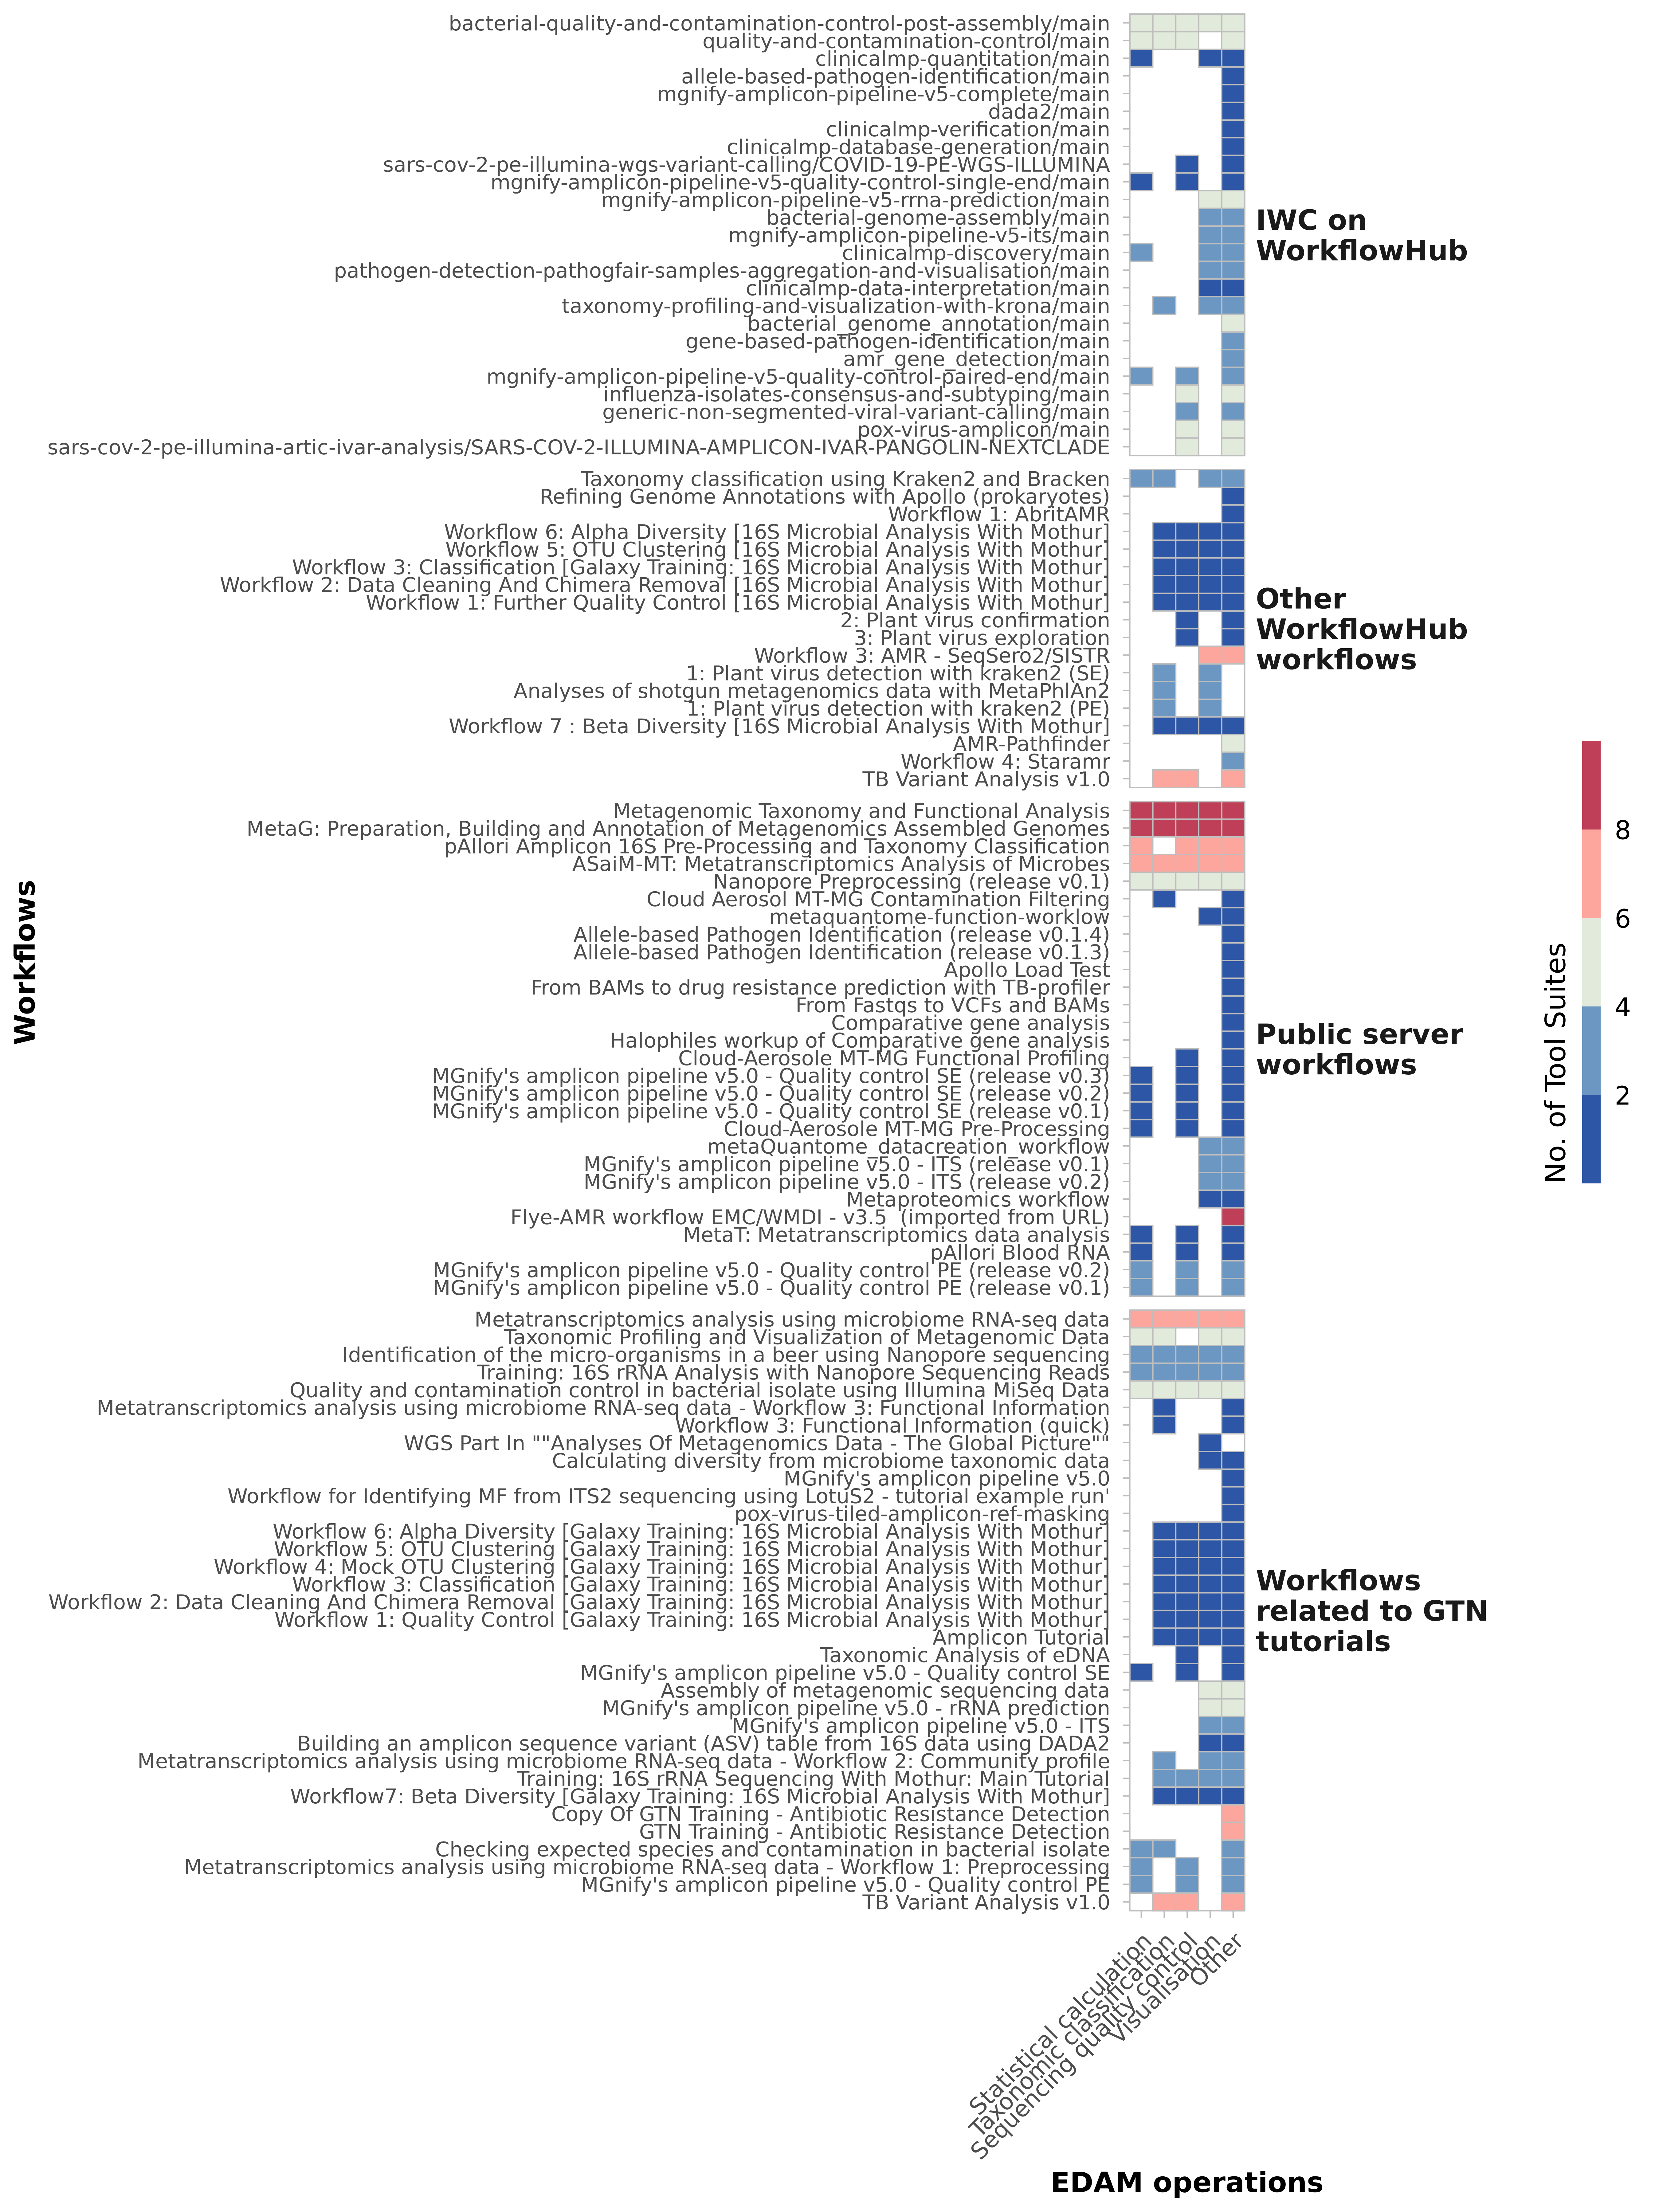 bacterial-quality-and-contamination-control-post-assembly/main
quality-and-contamination-control/main
clinicalmp-quantitation/main
allele-based-pathogen-identification/main
mgnify-amplicon-pipeline-v5-complete/main
dada2/main
clinicalmp-verification/main
clinicalmp-database-generation/main
sars-cov-2-pe-illumina-wgs-variant-calling/COVID-19-PE-WGS-ILLUMINA
mgnify-amplicon-pipeline-v5-quality-control-single-end/main
mgnify-amplicon-pipeline-v5-rrna-prediction/main
bacterial-genome-assembly/main
mgnify-amplicon-pipeline-v5-its/main
clinicalmp-discovery/main
pathogen-detection-pathogfair-samples-aggregation-and-visualisation/main
clinicalmp-data-interpretation/main
taxonomy-profiling-and-visualization-with-krona/main
bacterial_genome_annotation/main
gene-based-pathogen-identification/main
amr_gene_detection/main
mgnify-amplicon-pipeline-v5-quality-control-paired-end/main
influenza-isolates-consensus-and-subtyping/main
generic-non-segmented-viral-variant-calling/main
pox-virus-amplicon/main
sars-cov-2-pe-illumina-artic-ivar-analysis/SARS-COV-2-ILLUMINA-AMPLICON-IVAR-PANGOLIN-NEXTCLADE
IWC on
WorkflowHub
Taxonomy classification using Kraken2 and Bracken
Refining Genome Annotations with Apollo (prokaryotes)
Workflow 1: AbritAMR
Workflow 6: Alpha Diversity [16S Microbial Analysis With Mothur]
Workflow 5: OTU Clustering [16S Microbial Analysis With Mothur]
Workflow 3: Classification [Galaxy Training: 16S Microbial Analysis With Mothur]
Workflow 2: Data Cleaning And Chimera Removal [16S Microbial Analysis With Mothur]
Workflow 1: Further Quality Control [16S Microbial Analysis With Mothur]
2: Plant virus confirmation
3: Plant virus exploration
Workflow 3: AMR - SeqSero2/SISTR
1: Plant virus detection with kraken2 (SE)
Analyses of shotgun metagenomics data with MetaPhlAn2
1: Plant virus detection with kraken2 (PE)
Workflow 7 : Beta Diversity [16S Microbial Analysis With Mothur]
AMR-Pathfinder
Workflow 4: Staramr
TB Variant Analysis v1.0
Other
WorkflowHub
workflows
Metagenomic Taxonomy and Functional Analysis
MetaG: Preparation, Building and Annotation of Metagenomics Assembled Genomes
pAllori Amplicon 16S Pre-Processing and Taxonomy Classification
ASaiM-MT: Metatranscriptomics Analysis of Microbes
Nanopore Preprocessing (release v0.1)
Cloud Aerosol MT-MG Contamination Filtering
metaquantome-function-worklow
Allele-based Pathogen Identification (release v0.1.4)
Allele-based Pathogen Identification (release v0.1.3)
Apollo Load Test
From BAMs to drug resistance prediction with TB-profiler
From Fastqs to VCFs and BAMs
Comparative gene analysis
Halophiles workup of Comparative gene analysis
Cloud-Aerosole MT-MG Functional Profiling
MGnify's amplicon pipeline v5.0 - Quality control SE (release v0.3)
MGnify's amplicon pipeline v5.0 - Quality control SE (release v0.2)
MGnify's amplicon pipeline v5.0 - Quality control SE (release v0.1)
Cloud-Aerosole MT-MG Pre-Processing
metaQuantome_datacreation_workflow
MGnify's amplicon pipeline v5.0 - ITS (release v0.1)
MGnify's amplicon pipeline v5.0 - ITS (release v0.2)
Metaproteomics workflow
Flye-AMR workflow EMC/WMDI - v3.5  (imported from URL)
MetaT: Metatranscriptomics data analysis
pAllori Blood RNA
MGnify's amplicon pipeline v5.0 - Quality control PE (release v0.2)
MGnify's amplicon pipeline v5.0 - Quality control PE (release v0.1)
Public server
workflows
Metatranscriptomics analysis using microbiome RNA-seq data
Taxonomic Profiling and Visualization of Metagenomic Data
Identification of the micro-organisms in a beer using Nanopore sequencing
Training: 16S rRNA Analysis with Nanopore Sequencing Reads
Quality and contamination control in bacterial isolate using Illumina MiSeq Data
Metatranscriptomics analysis using microbiome RNA-seq data - Workflow 3: Functional Information
Workflow 3: Functional Information (quick)
WGS Part In ""Analyses Of Metagenomics Data - The Global Picture""
Calculating diversity from microbiome taxonomic data
MGnify's amplicon pipeline v5.0
Workflow for Identifying MF from ITS2 sequencing using LotuS2 - tutorial example run'
pox-virus-tiled-amplicon-ref-masking
Workflow 6: Alpha Diversity [Galaxy Training: 16S Microbial Analysis With Mothur]
Workflow 5: OTU Clustering [Galaxy Training: 16S Microbial Analysis With Mothur]
Workflow 4: Mock OTU Clustering [Galaxy Training: 16S Microbial Analysis With Mothur]
Workflow 3: Classification [Galaxy Training: 16S Microbial Analysis With Mothur]
Workflow 2: Data Cleaning And Chimera Removal [Galaxy Training: 16S Microbial Analysis With Mothur]
Workflow 1: Quality Control [Galaxy Training: 16S Microbial Analysis With Mothur]
Amplicon Tutorial
Taxonomic Analysis of eDNA
MGnify's amplicon pipeline v5.0 - Quality control SE
Assembly of metagenomic sequencing data
MGnify's amplicon pipeline v5.0 - rRNA prediction
MGnify's amplicon pipeline v5.0 - ITS
Building an amplicon sequence variant (ASV) table from 16S data using DADA2
Metatranscriptomics analysis using microbiome RNA-seq data - Workflow 2: Community profile
Training: 16S rRNA Sequencing With Mothur: Main Tutorial
Workflow7: Beta Diversity [Galaxy Training: 16S Microbial Analysis With Mothur]
Copy Of GTN Training - Antibiotic Resistance Detection
GTN Training - Antibiotic Resistance Detection
Checking expected species and contamination in bacterial isolate
Metatranscriptomics analysis using microbiome RNA-seq data - Workflow 1: Preprocessing
MGnify's amplicon pipeline v5.0 - Quality control PE
TB Variant Analysis v1.0
Workflows
related to GTN
tutorials
Workflows
No. of Tool Suites
8
6
4
2
Statistical calculation
Taxonomic classification
Sequencing quality control
Visualisation
Other
EDAM operations